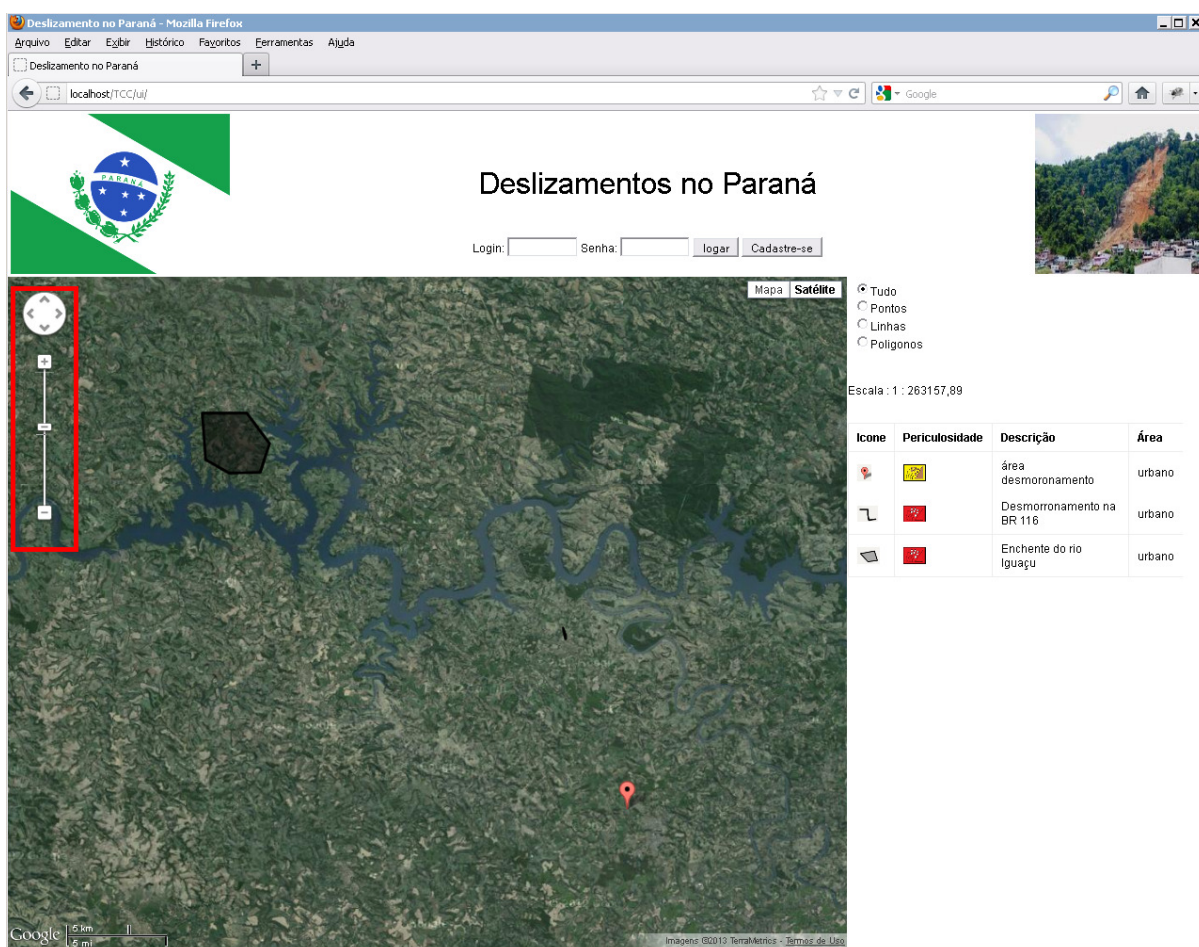 Deslizamento no Paraná - Mozilla Firefox
Arquivo Editar Exibir Histórico Favoritos Ferramentas Ajuda
Deslizamento no Paraná
localhost/TCC/ui/
Google
PARANÁ
Deslizamentos no Paraná
Login: Senha: logar Cadastre-se
Mapa Satélite
Tudo
Pontos
Linhas
Poligonos
Escala : 1 : 263157,89
Icone Periculosidade Descrição Área
área
desmoronamento
urbano
Desmorronamento na
BR 116
urbano
Enchente do rio
Iguaçu
urbano
Google
5 km
5 mi
Imagens ©2013 TerraMetrics - Termos de Uso